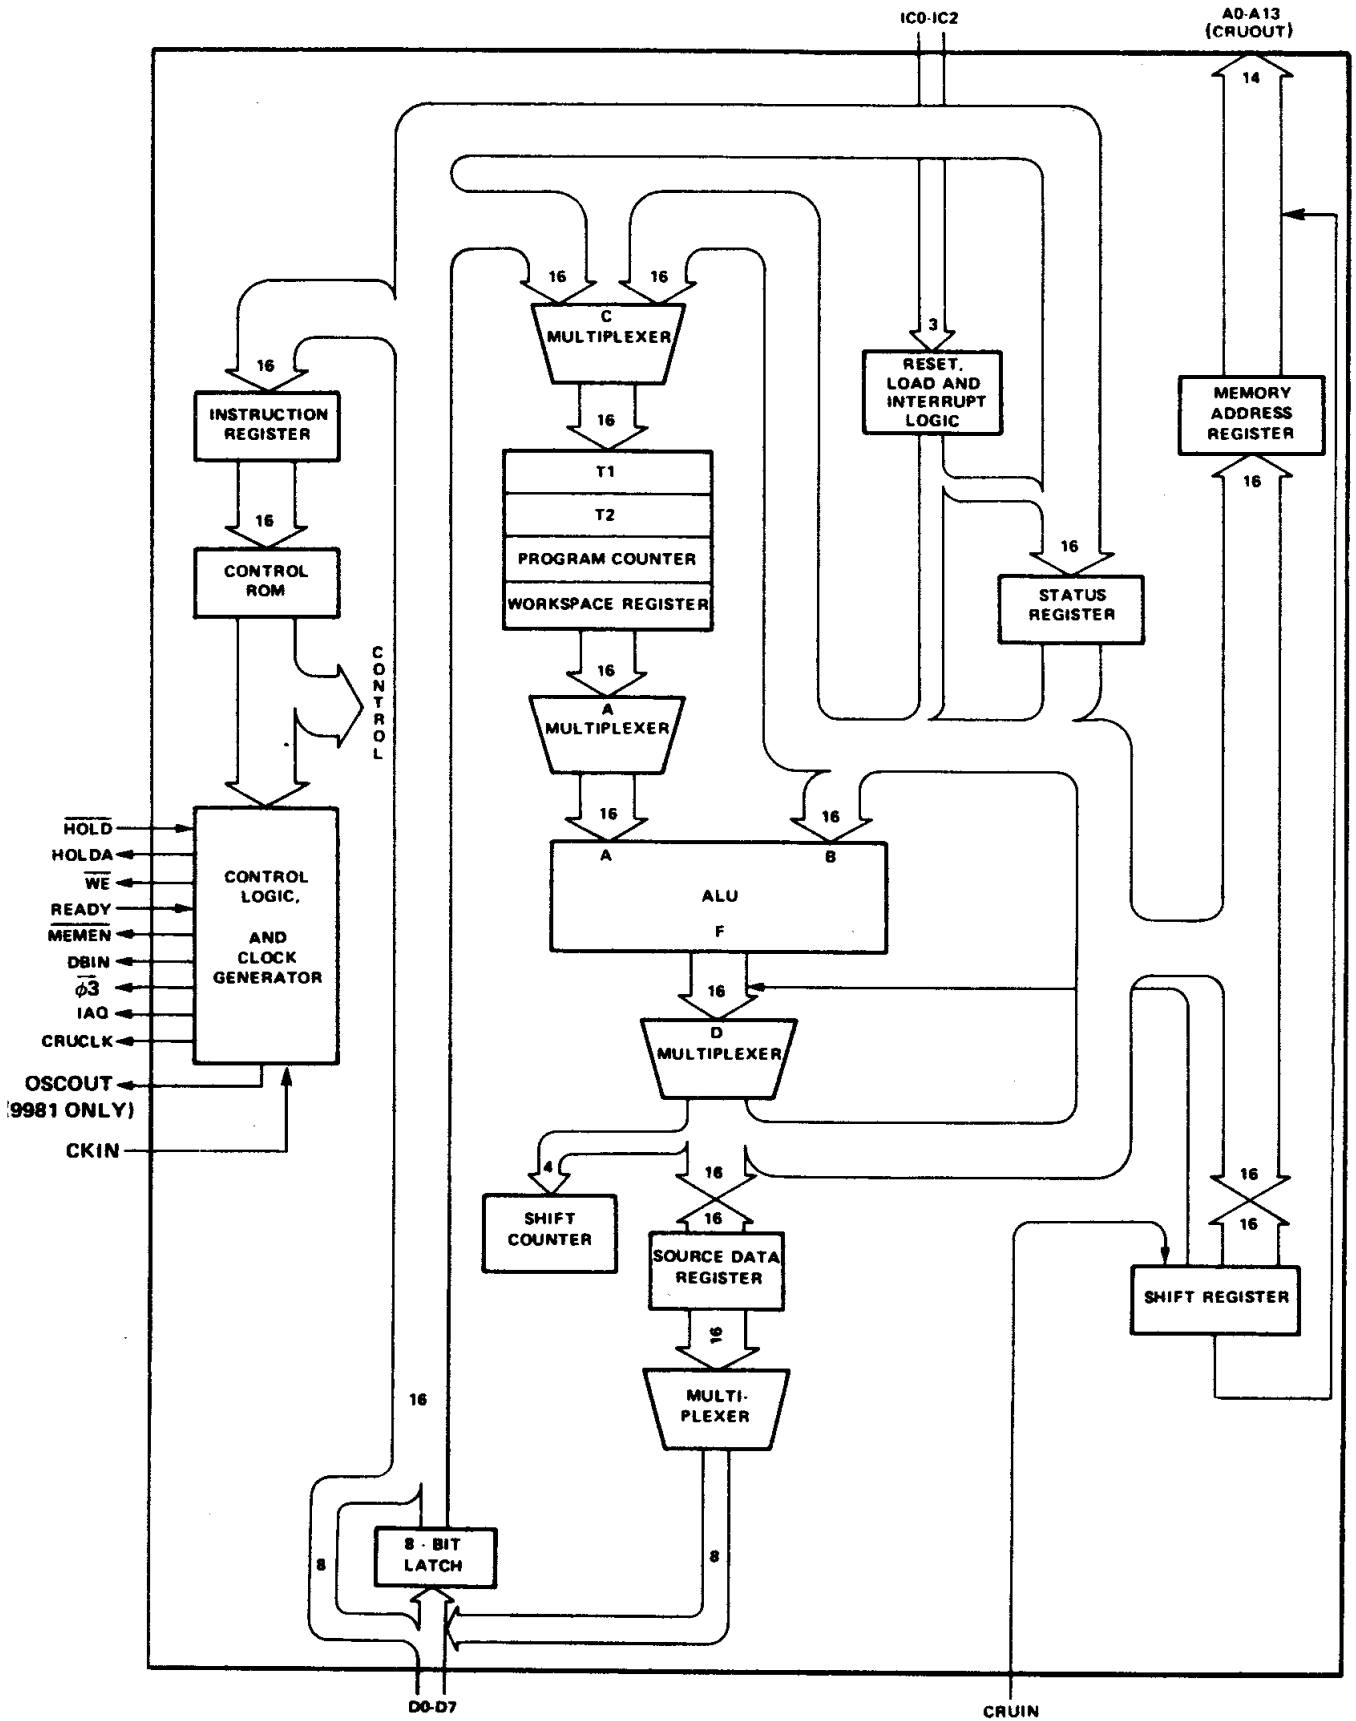 IC0-IC2
A0-A13
(CRUOUT)
14
16
16
C
MULTIPLEXER
3
RESET,
LOAD AND
INTERRUPT
LOGIC
MEMORY
ADDRESS
REGISTER
16
16
INSTRUCTION
REGISTER
16
T1
T2
PROGRAM COUNTER
WORKSPACE REGISTER
16
CONTROL
ROM
16
STATUS
REGISTER
CONTROL
16
A
MULTIPLEXER
16
16
A
B
ALU
F
HOLD
HOLDA
WE
READY
MEMEN
DBIN
φ3
IAQ
CRUCLK
CONTROL
LOGIC,
AND
CLOCK
GENERATOR
OSCOUT
9981 ONLY)
CKIN
16
D
MULTIPLEXER
4
SHIFT
COUNTER
16
16
SOURCE DATA
REGISTER
16
MULTI-
PLEXER
16
16
SHIFT REGISTER
16
8
8 - BIT
LATCH
8
D0-D7
CRUIN